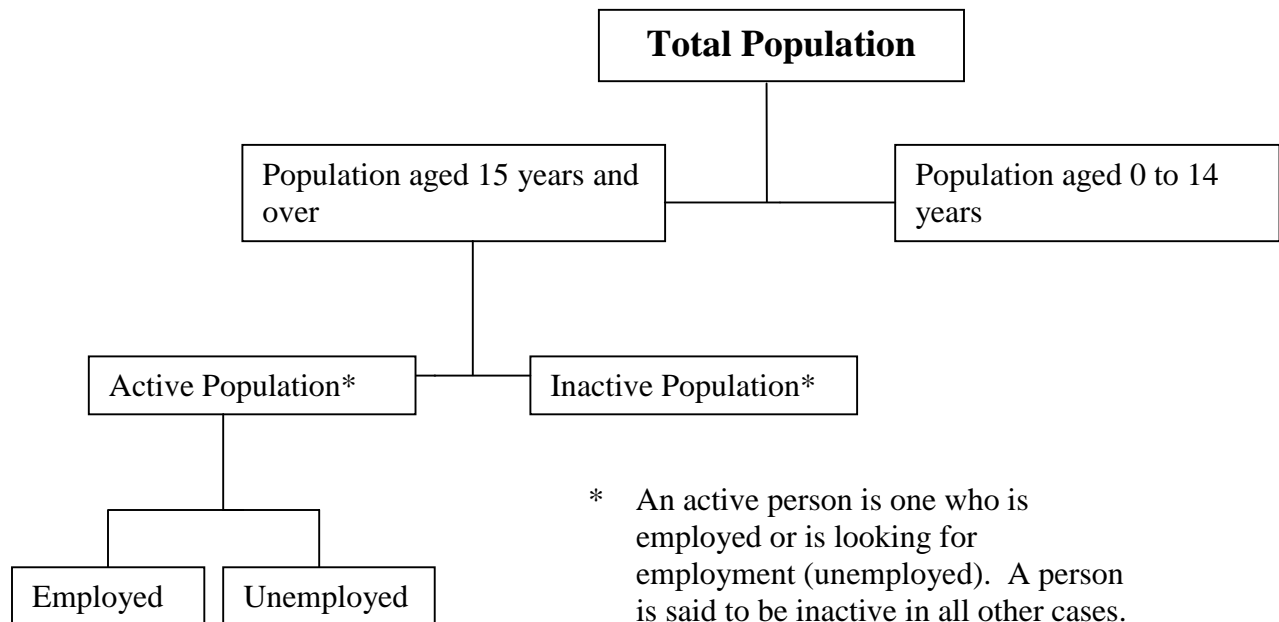 Total Population
Population aged 15 years and
over
Population aged 0 to 14
years
Active Population*
Inactive Population*
* An active person is one who is
employed or is looking for
employment (unemployed). A person
is said to be inactive in all other cases.
Employed
Unemployed